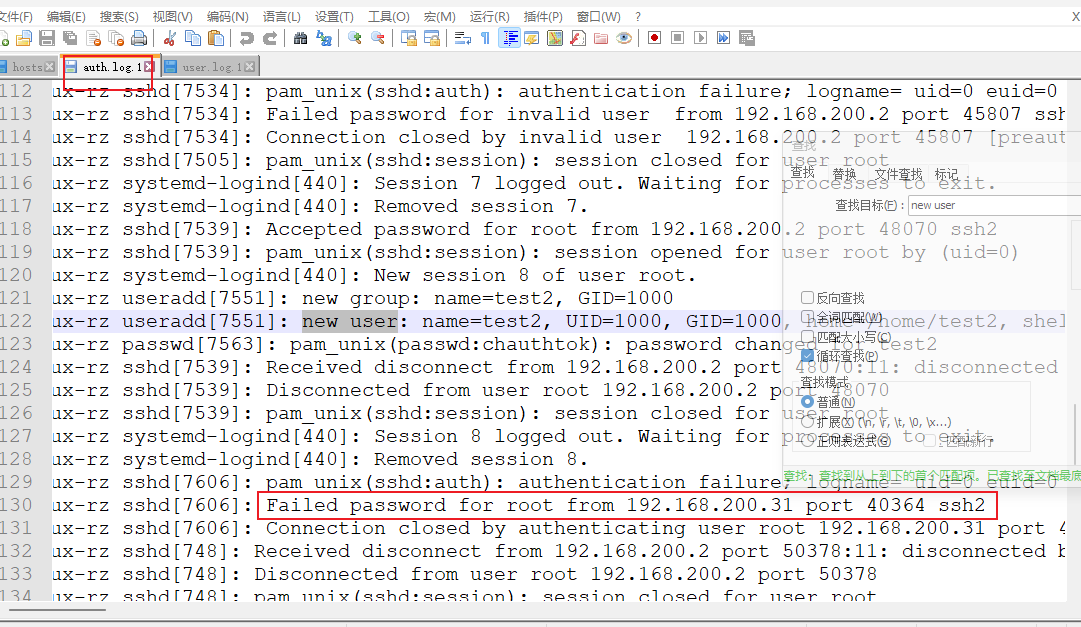 文件(F) 编辑(E) 搜索(S) 视图(V) 编码(N) 语言(L) 设置(T) 工具(O) 宏(M) 运行(R) 插件(P) 窗口(W) ? X
hosts auth.log.1 user.log.1
112 ux-rz sshd[7534]: pam_unix(sshd:auth): authentication failure; logname= uid=0 euid=0
113 ux-rz sshd[7534]: Failed password for invalid user  from 192.168.200.2 port 45807 ssh
114 ux-rz sshd[7534]: Connection closed by invalid user  192.168.200.2 port 45807 [preaut
115 ux-rz sshd[7505]: pam_unix(sshd:session): session closed for user root
116 ux-rz systemd-logind[440]: Session 7 logged out. Waiting for processes to exit.
117 ux-rz systemd-logind[440]: Removed session 7.
118 ux-rz sshd[7539]: Accepted password for root from 192.168.200.2 port 48070 ssh2
119 ux-rz sshd[7539]: pam_unix(sshd:session): session opened for user root by (uid=0)
120 ux-rz systemd-logind[440]: New session 8 of user root.
121 ux-rz useradd[7551]: new group: name=test2, GID=1000
122 ux-rz useradd[7551]: new user: name=test2, UID=1000, GID=1000, home=/home/test2, shel
123 ux-rz passwd[7563]: pam_unix(passwd:chauthtok): password changed for test2
124 ux-rz sshd[7539]: Received disconnect from 192.168.200.2 port 48070:11: disconnected
125 ux-rz sshd[7539]: Disconnected from user root 192.168.200.2 port 48070
126 ux-rz sshd[7539]: pam_unix(sshd:session): session closed for user root
127 ux-rz systemd-logind[440]: Session 8 logged out. Waiting for processes to exit.
128 ux-rz systemd-logind[440]: Removed session 8.
129 ux-rz sshd[7606]: pam_unix(sshd:auth): authentication failure; logname= uid=0 euid=0
130 ux-rz sshd[7606]: Failed password for root from 192.168.200.31 port 40364 ssh2
131 ux-rz sshd[7606]: Connection closed by authenticating user root 192.168.200.31 port 4
132 ux-rz sshd[748]: Received disconnect from 192.168.200.2 port 50378:11: disconnected b
133 ux-rz sshd[748]: Disconnected from user root 192.168.200.2 port 50378
134 ux-rz sshd[748]: pam_unix(sshd:session): session closed for user root
查找
查找 替换 文件查找 标记
查找目标(F): new user
反向查找
全词匹配(W)
匹配大小写(C)
循环查找(P)
查找模式
普通(N)
扩展(X) (\n, \r, \t, \0, \x...)
正则表达式(G) . 匹配新行
查找: 查找到从上到下的首个匹配项。已查找至文档最底